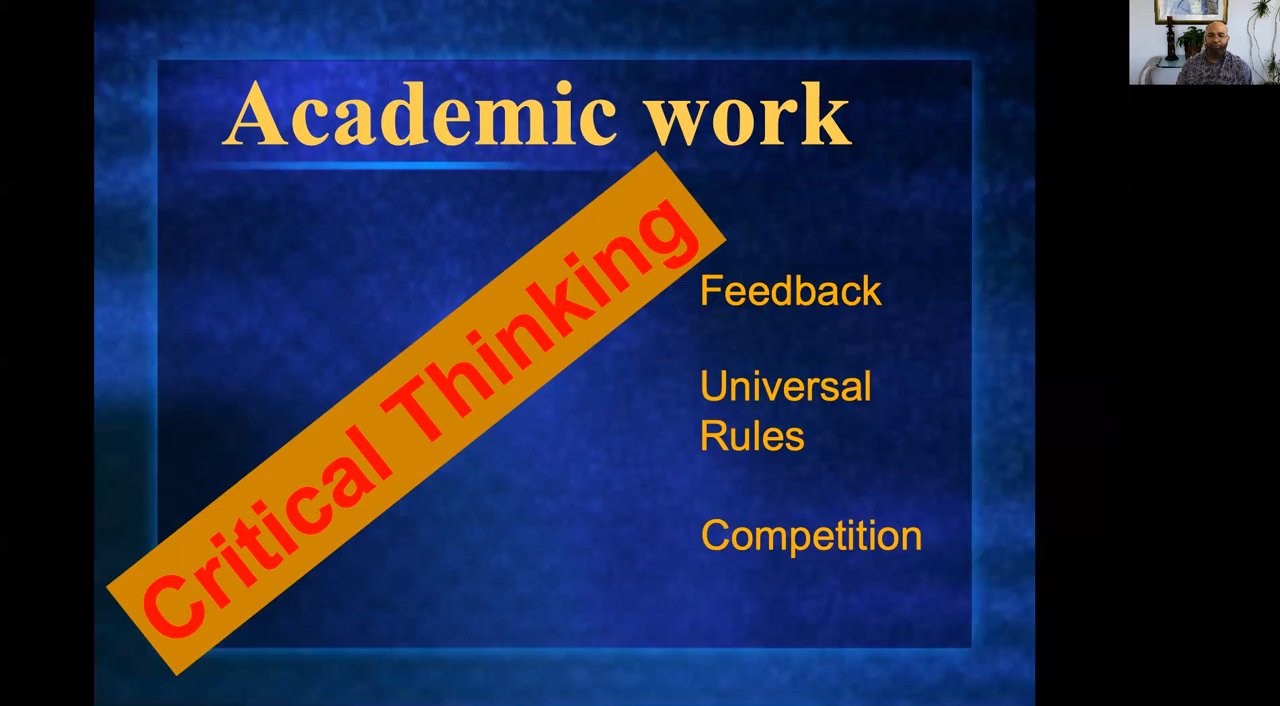 Academic work
Critical Thinking
Feedback
Universal
Rules
Competition